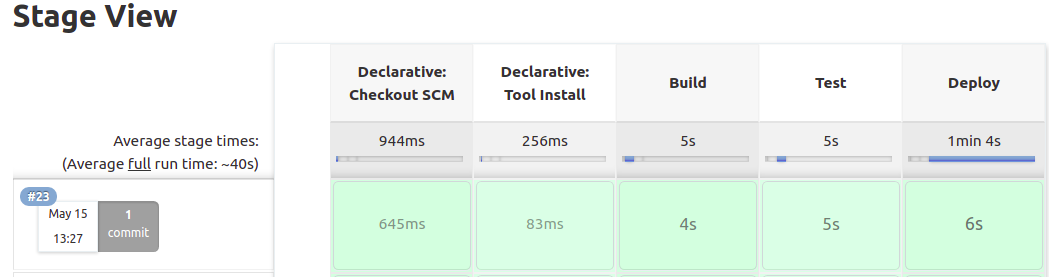 Stage View
Declarative:
Checkout SCM
Declarative:
Tool Install
Build
Test
Deploy
Average stage times:
(Average full run time: ~40s)
944ms
256ms
5s
5s
1min 4s
#23
May 15
13:27
1
commit
645ms
83ms
4s
5s
6s